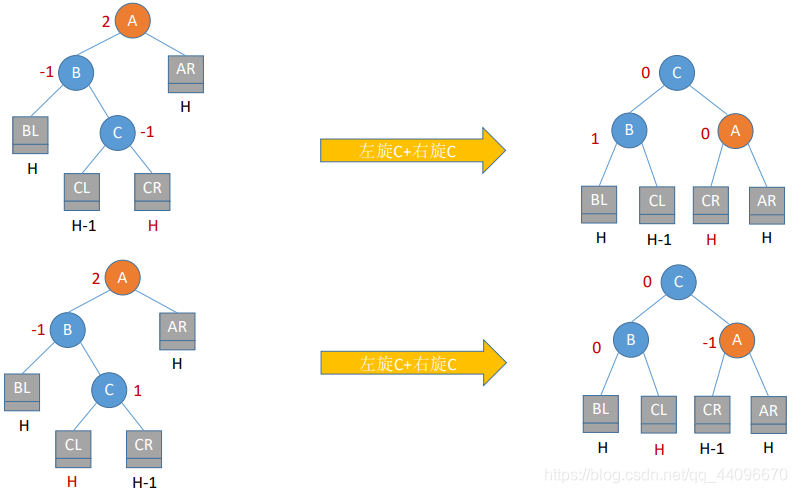 2 A
-1 B AR
H
BL C -1
H
CL CR
H-1 H
左旋C+右旋C
0 C
1 B 0 A
BL CL CR AR
H H-1 H H
2 A
-1 B AR
H
BL C 1
H
CL CR
H H-1
左旋C+右旋C
0 C
0 B -1 A
BL CL CR AR
H H H-1 H
https://blog.csdn.net/qq_44096670